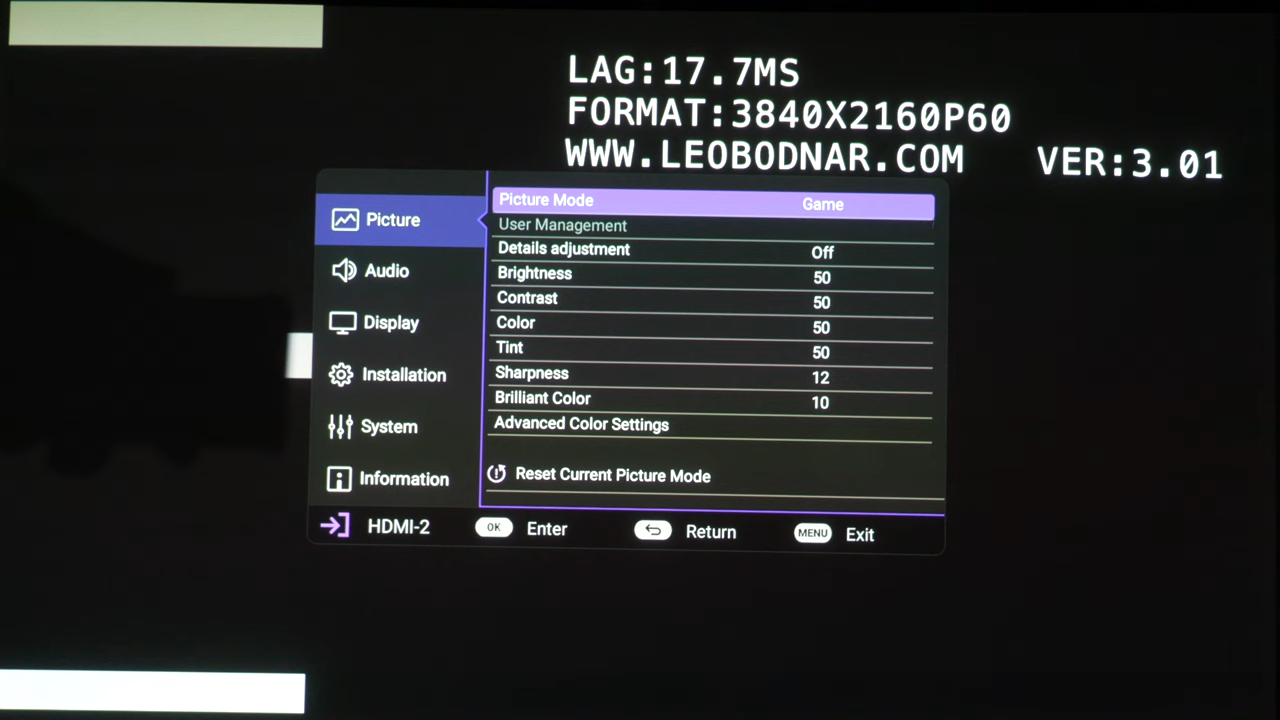 LAG:17.7MS
FORMAT:3840X2160P60
WWW.LEOBODNAR.COM VER:3.01
Picture
Audio
Display
Installation
System
Information
Picture Mode Game
User Management
Details adjustment Off
Brightness 50
Contrast 50
Color 50
Tint 50
Sharpness 12
Brilliant Color 10
Advanced Color Settings
Reset Current Picture Mode
HDMI-2 OK Enter Return MENU Exit